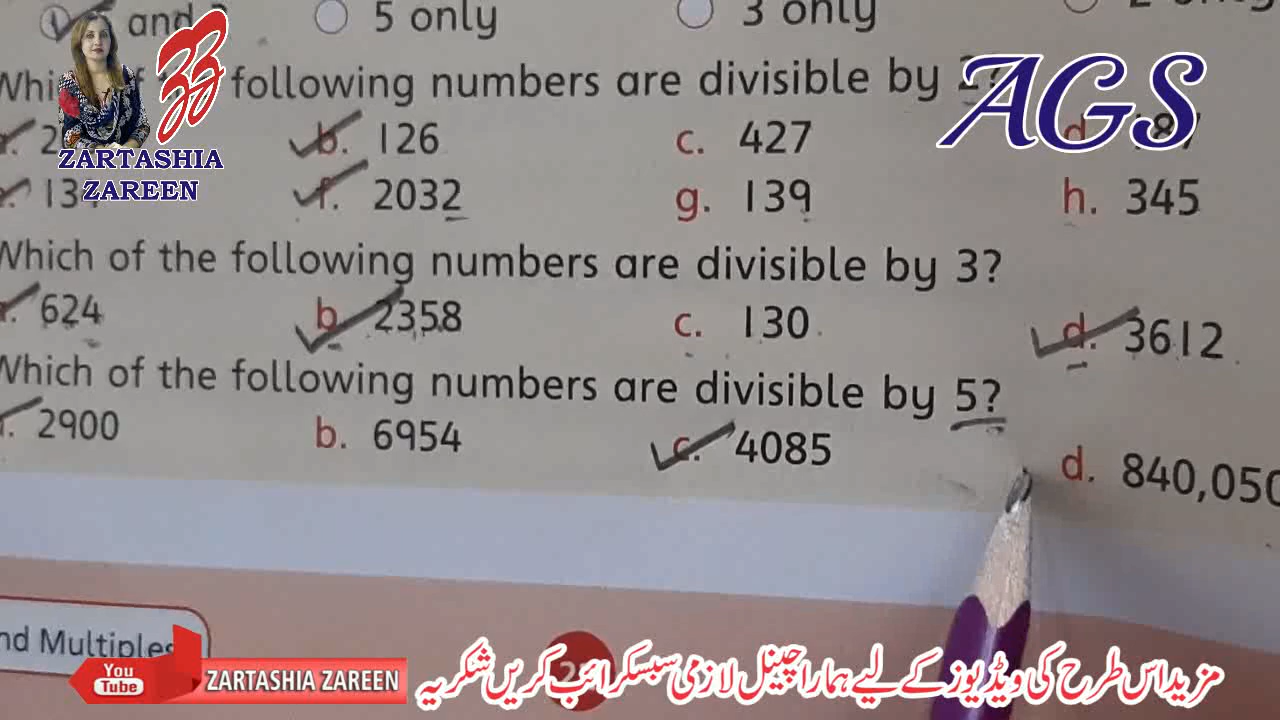 and
5 only
3 only
following numbers are divisible by 2?
b. 126
c. 427
d.
f. 2032
g. 139
h. 345
Which of the following numbers are divisible by 3?
624
b. 2358
c. 130
d. 3612
Which of the following numbers are divisible by 5?
2900
b. 6954
c. 4085
d. 840,050
nd Multiples
AGS
ZARTASHIA
ZAREEN
You
Tube
ZARTASHIA ZAREEN
مزید اس طرح کی ویڈیوز کے لیے ہمارا چینل لازمی سبسکرائب کریں شکریہ